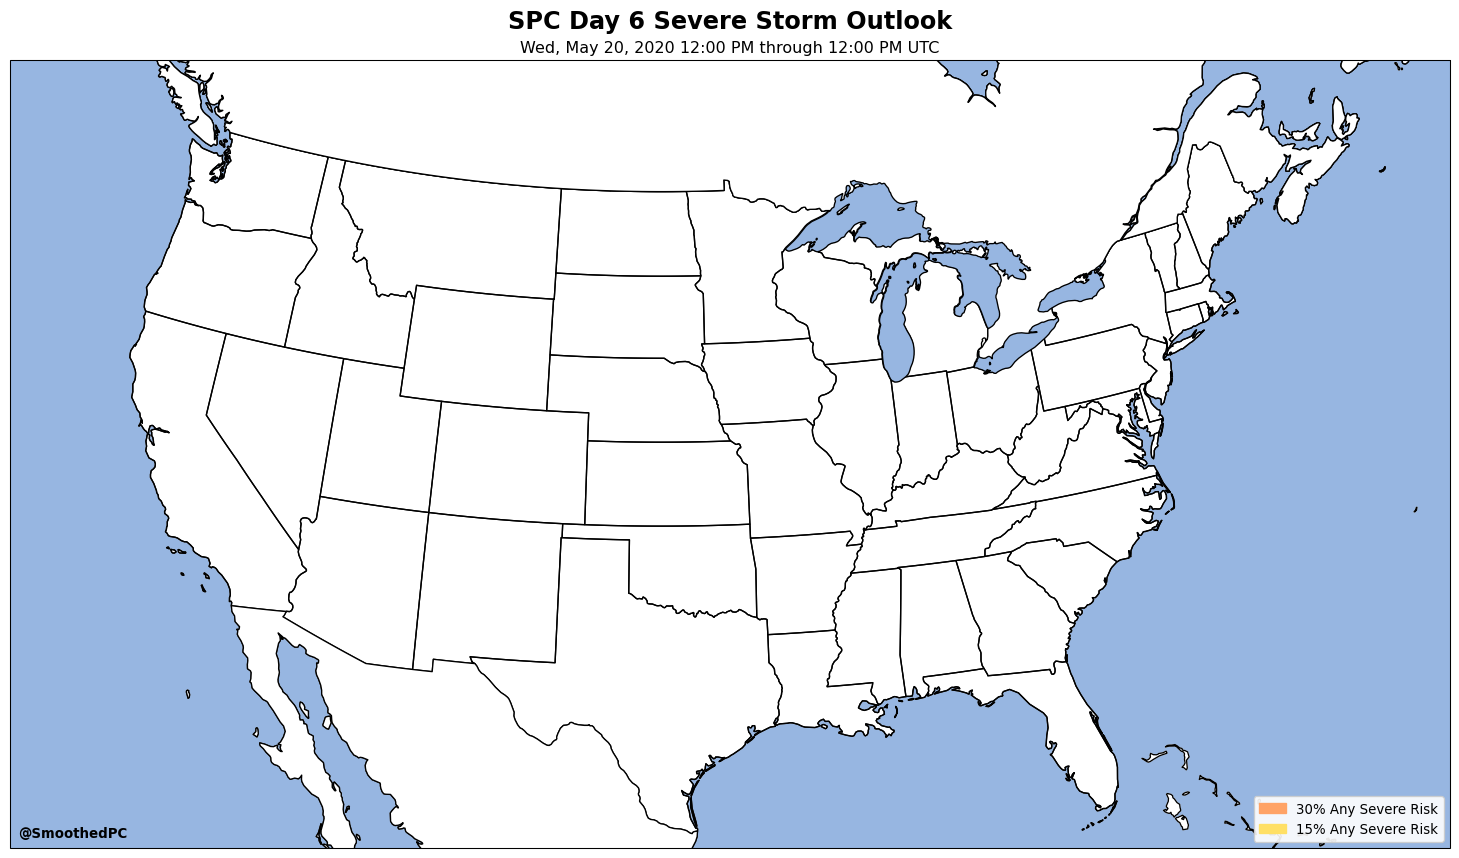 SPC Day 6 Severe Storm Outlook
Wed, May 20, 2020 12:00 PM through 12:00 PM UTC
30% Any Severe Risk
15% Any Severe Risk
@SmoothedPC